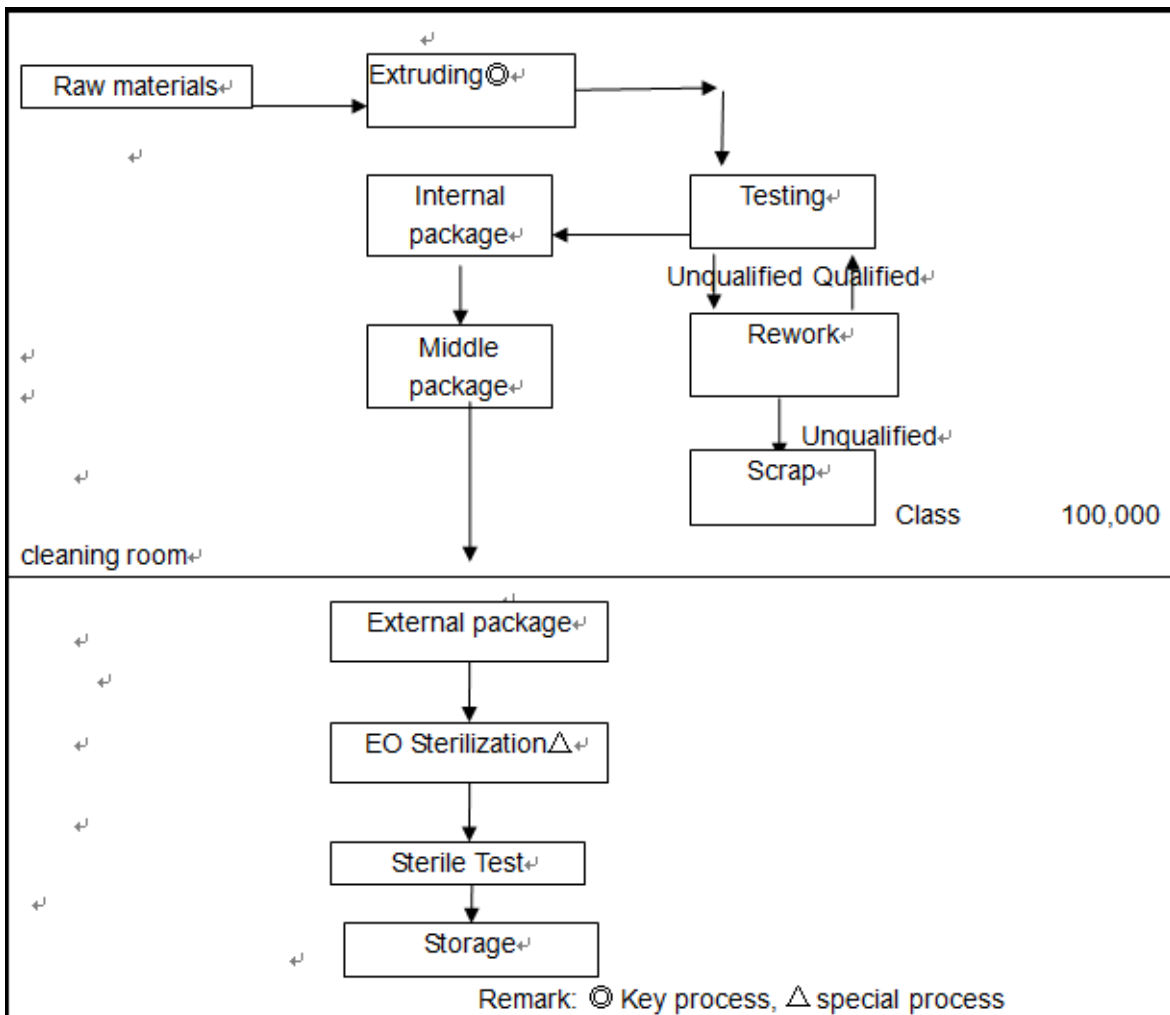 Raw materials
Extruding◎
Internal
package
Testing
Unqualified Qualified
Middle
package
Rework
Unqualified
Scrap
Class 100,000
cleaning room
External package
EO Sterilization△
Sterile Test
Storage
Remark: ◎ Key process, △ special process